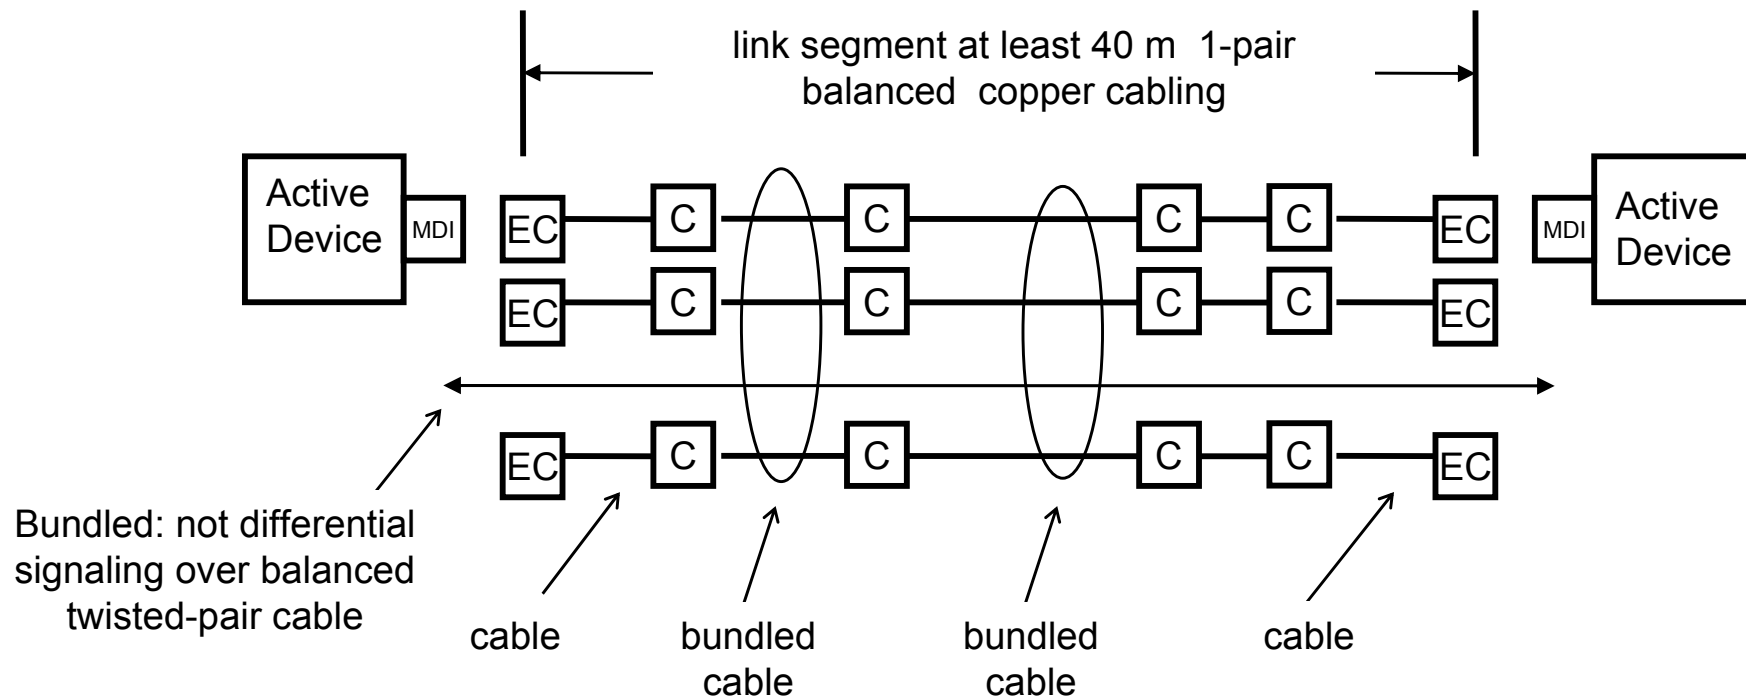 link segment at least 40 m 1-pair
balanced copper cabling
Active
Device
MDI
EC
C
C
C
C
EC
MDI
Active
Device
EC
C
C
C
C
EC
EC
C
C
C
C
EC
Bundled: not differential
signaling over balanced
twisted-pair cable
cable
bundled
cable
bundled
cable
cable